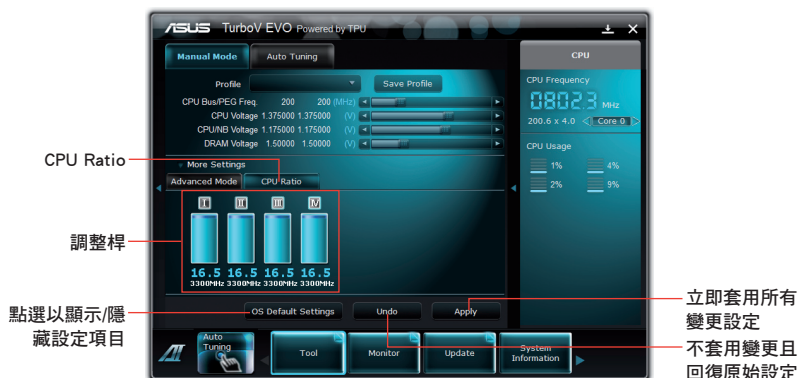 ASUS TurboV EVO Powered by TPU
Manual Mode Auto Tuning
Profile Save Profile
CPU Bus/PEG Freq. 200 200 (MHz)
CPU Voltage 1.375000 1.375000 (V)
CPU/NB Voltage 1.175000 1.175000 (V)
DRAM Voltage 1.50000 1.50000 (V)
More Settings
Advanced Mode CPU Ratio
I II III IV
16.5 16.5 16.5 16.5
3300MHz 3300MHz 3300MHz 3300MHz
OS Default Settings Undo Apply
Auto Tuning
Tool Monitor Update System Information
CPU
CPU Frequency
0802.3 MHz
200.6 x 4.0 Core 0
CPU Usage
1% 4%
2% 9%
CPU Ratio
調整桿
點選以顯示/隱
藏設定項目
立即套用所有
變更設定
不套用變更且
回復原始設定